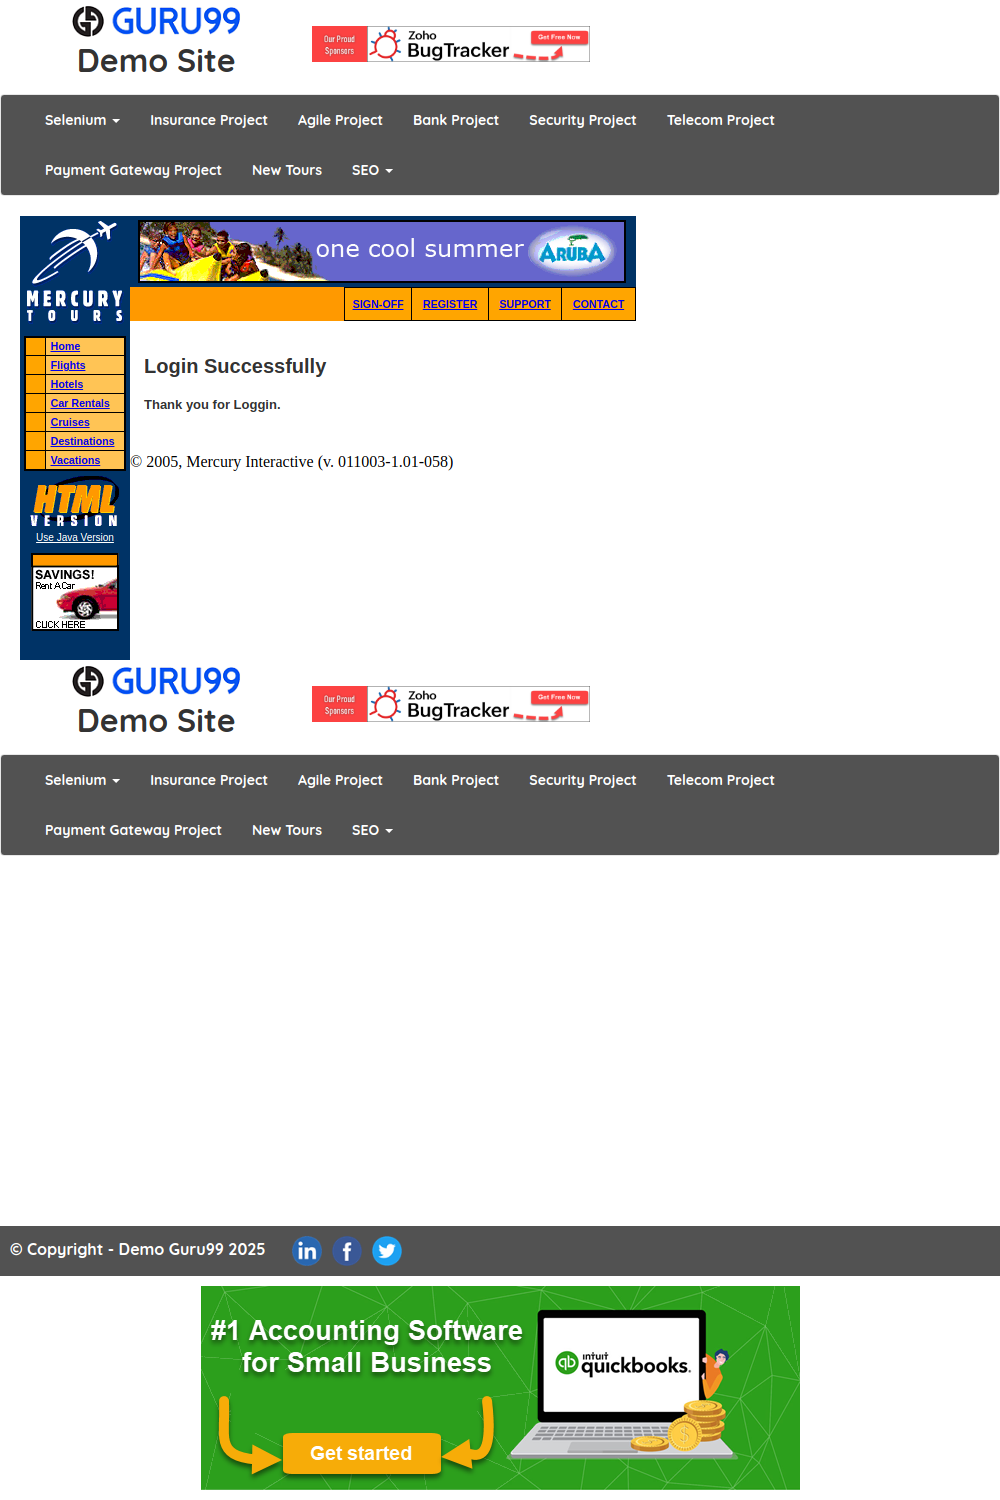 GURU99
Demo Site
Our Proud Sponsors
Zoho BugTracker
Get Free Now
Selenium
Insurance Project
Agile Project
Bank Project
Security Project
Telecom Project
Payment Gateway Project
New Tours
SEO
MERCURY
TOURS
one cool summer
ARUBA
SIGN-OFF
REGISTER
SUPPORT
CONTACT
Home
Flights
Hotels
Car Rentals
Cruises
Destinations
Vacations
Login Successfully
Thank you for Loggin.
© 2005, Mercury Interactive (v. 011003-1.01-058)
HTML
VERSION
Use Java Version
SAVINGS!
Rent A Car
CLICK HERE
GURU99
Demo Site
Our Proud Sponsors
Zoho BugTracker
Get Free Now
Selenium
Insurance Project
Agile Project
Bank Project
Security Project
Telecom Project
Payment Gateway Project
New Tours
SEO
© Copyright - Demo Guru99 2025
in
f
#1 Accounting Software
for Small Business
Get started
qb
intuit
quickbooks.